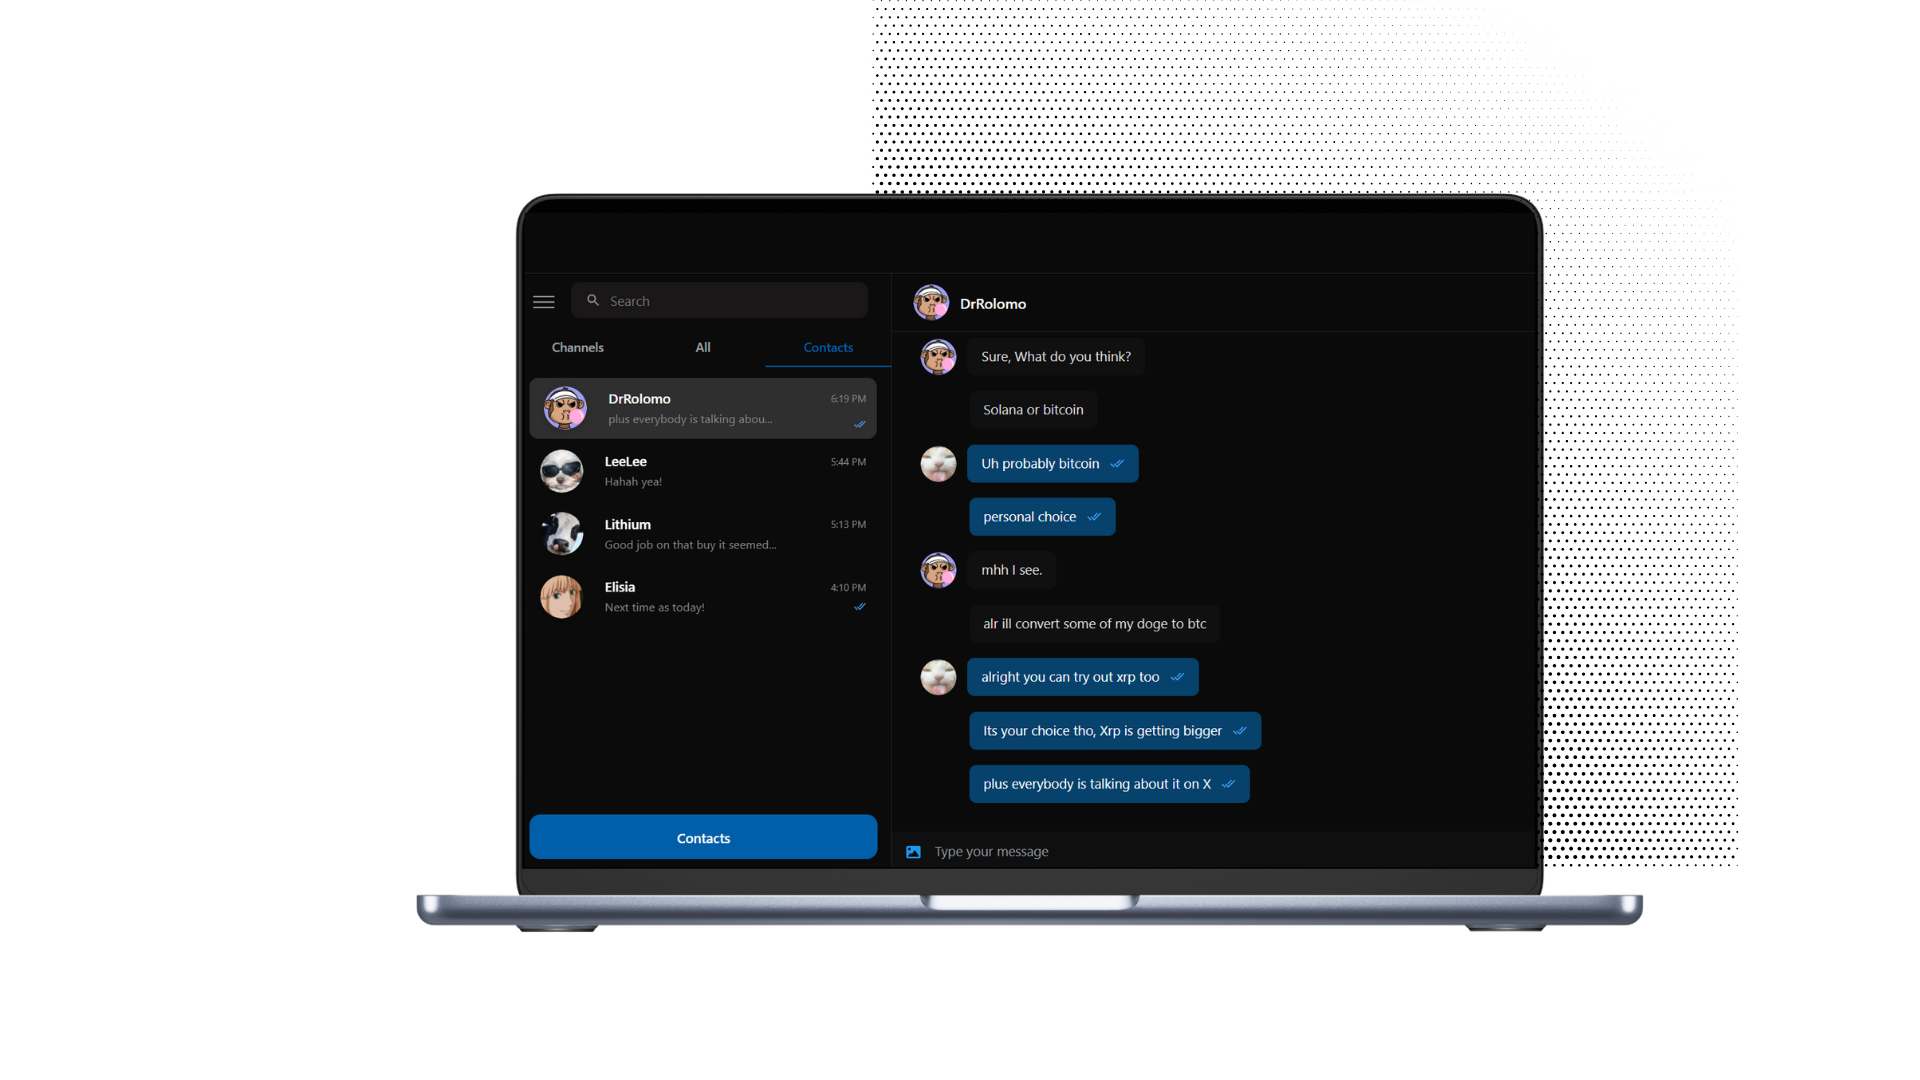 Search
Channels
All
Contacts
DrRolomo
6:19 PM
plus everybody is talking abou...
LeeLee
5:44 PM
Hahah yea!
Lithium
5:13 PM
Good job on that buy it seemed...
Elisia
4:10 PM
Next time as today!
Contacts
DrRolomo
Sure, What do you think?
Solana or bitcoin
Uh probably bitcoin
personal choice
mhh I see.
alr ill convert some of my doge to btc
alright you can try out xrp too
Its your choice tho, Xrp is getting bigger
plus everybody is talking about it on X
Type your message